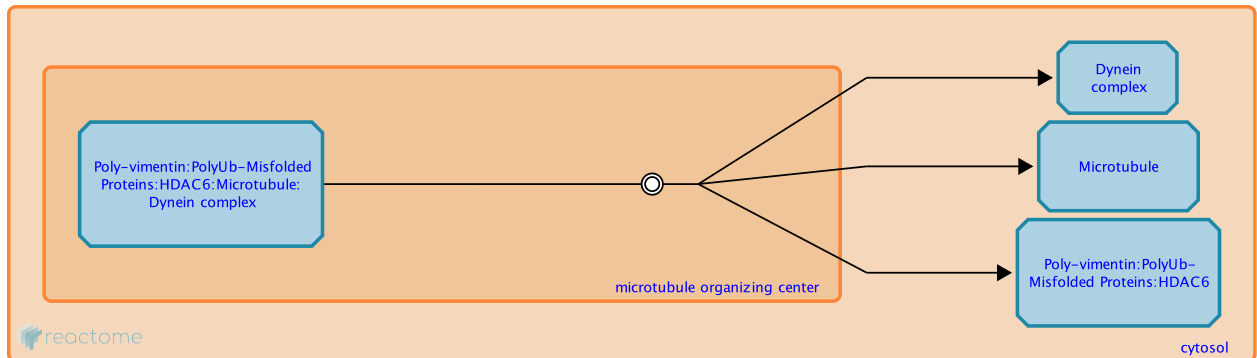 Dynein
complex
Poly-vimentin:PolyUb-Misfolded
Proteins:HDAC6:Microtubule:
Dynein complex
Microtubule
Poly-vimentin:PolyUb-
Misfolded Proteins:HDAC6
microtubule organizing center
reactome
cytosol